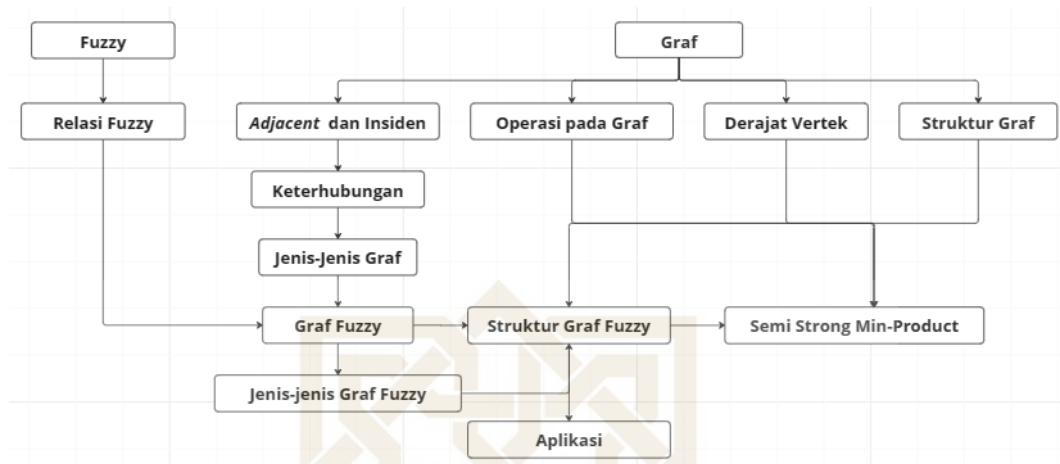 Fuzzy
Graf
Relasi Fuzzy
Adjacent dan Insiden
Operasi pada Graf
Derajat Vertek
Struktur Graf
Keterhubungan
Jenis-Jenis Graf
Graf Fuzzy
Struktur Graf Fuzzy
Semi Strong Min-Product
Jenis-jenis Graf Fuzzy
Aplikasi